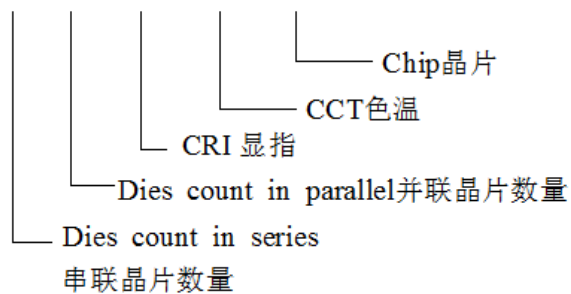 Chip晶片
CCT色温
CRI 显指
Dies count in parallel并联晶片数量
Dies count in series
串联晶片数量